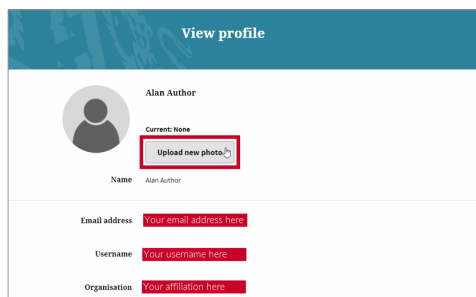 View profile
Alan Author
Current: None
Upload new photo
Name Alan Author
Email address Your email address here
Username Your username here
Organisation Your affiliation here